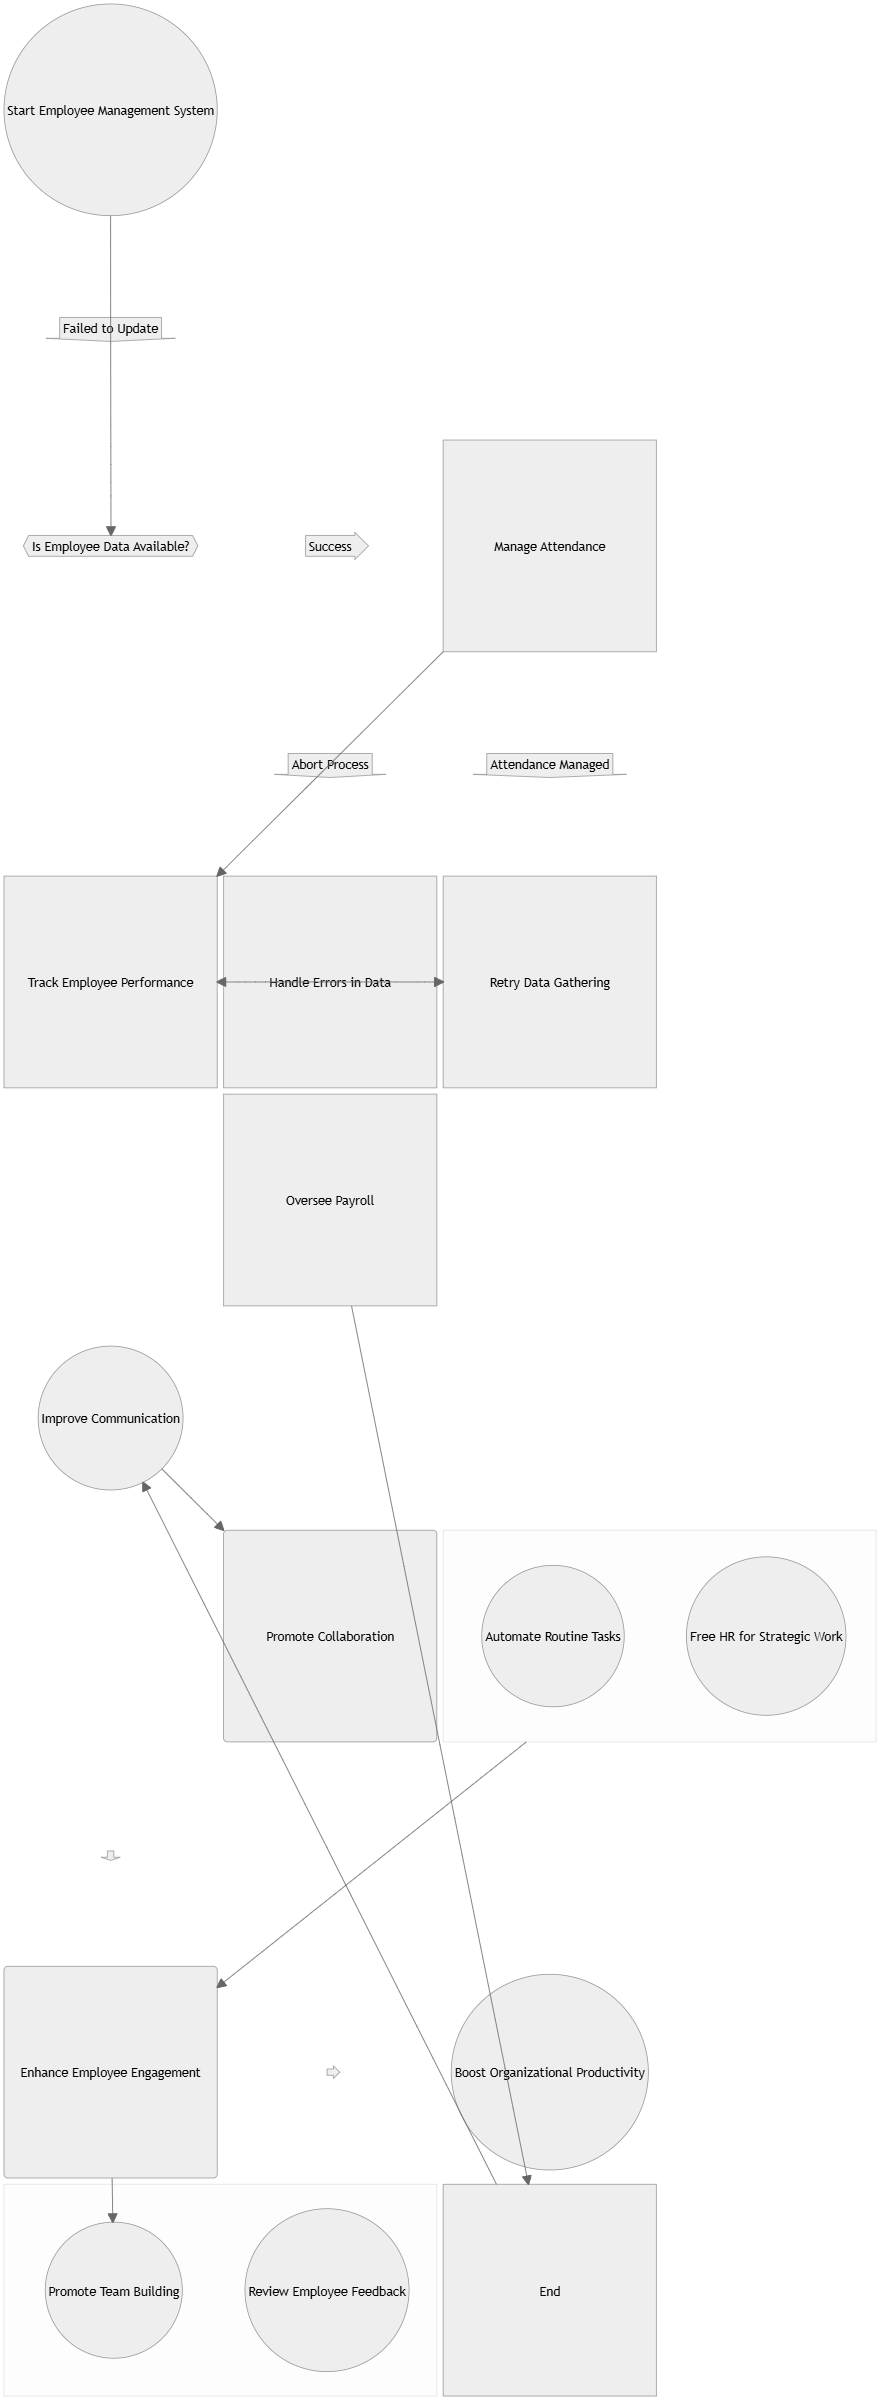 Start Employee Management System
Failed to Update
Is Employee Data Available?
Success
Manage Attendance
Abort Process
Attendance Managed
Track Employee Performance
Handle Errors in Data
Retry Data Gathering
Oversee Payroll
Improve Communication
Promote Collaboration
Automate Routine Tasks
Free HR for Strategic Work
Enhance Employee Engagement
Boost Organizational Productivity
Promote Team Building
Review Employee Feedback
End